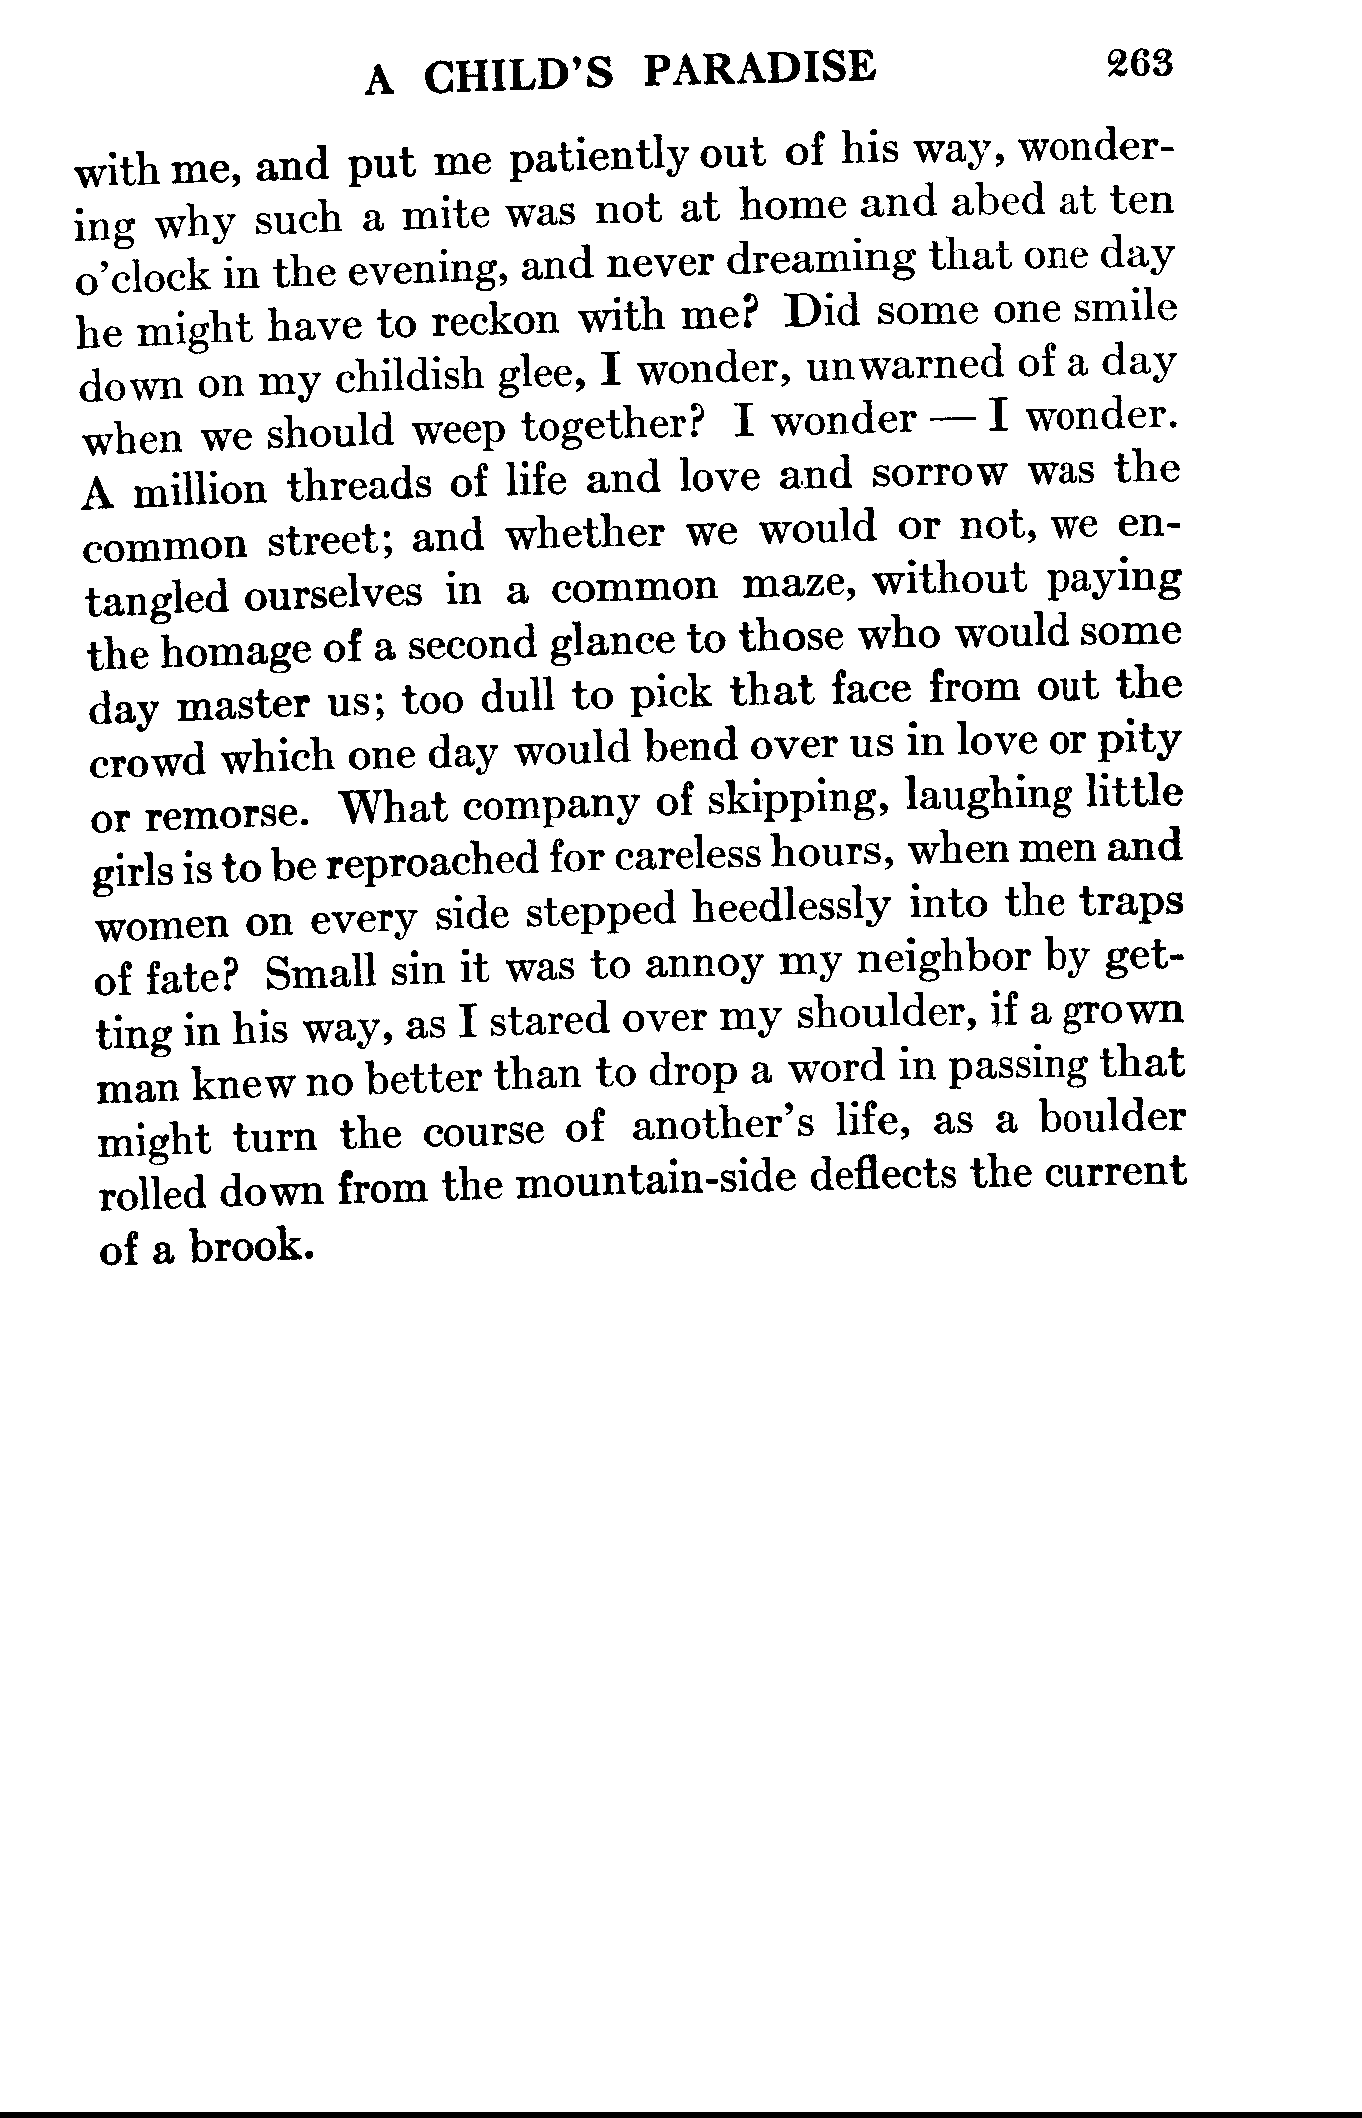 A CHILD'S PARADISE 263
with me, and put me patiently out of his way, wonder-
ing why such a mite was not at home and abed at ten
o'clock in the evening, and never dreaming that one day
he might have to reckon with me? Did some one smile
down on my childish glee, I wonder, unwarned of a day
when we should weep together? I wonder — I wonder.
A million threads of life and love and sorrow was the
common street; and whether we would or not, we en-
tangled ourselves in a common maze, without paying
the homage of a second glance to those who would some
day master us; too dull to pick that face from out the
crowd which one day would bend over us in love or pity
or remorse. What company of skipping, laughing little
girls is to be reproached for careless hours, when men and
women on every side stepped heedlessly into the traps
of fate? Small sin it was to annoy my neighbor by get-
ting in his way, as I stared over my shoulder, if a grown
man knew no better than to drop a word in passing that
might turn the course of another's life, as a boulder
rolled down from the mountain-side deflects the current
of a brook.